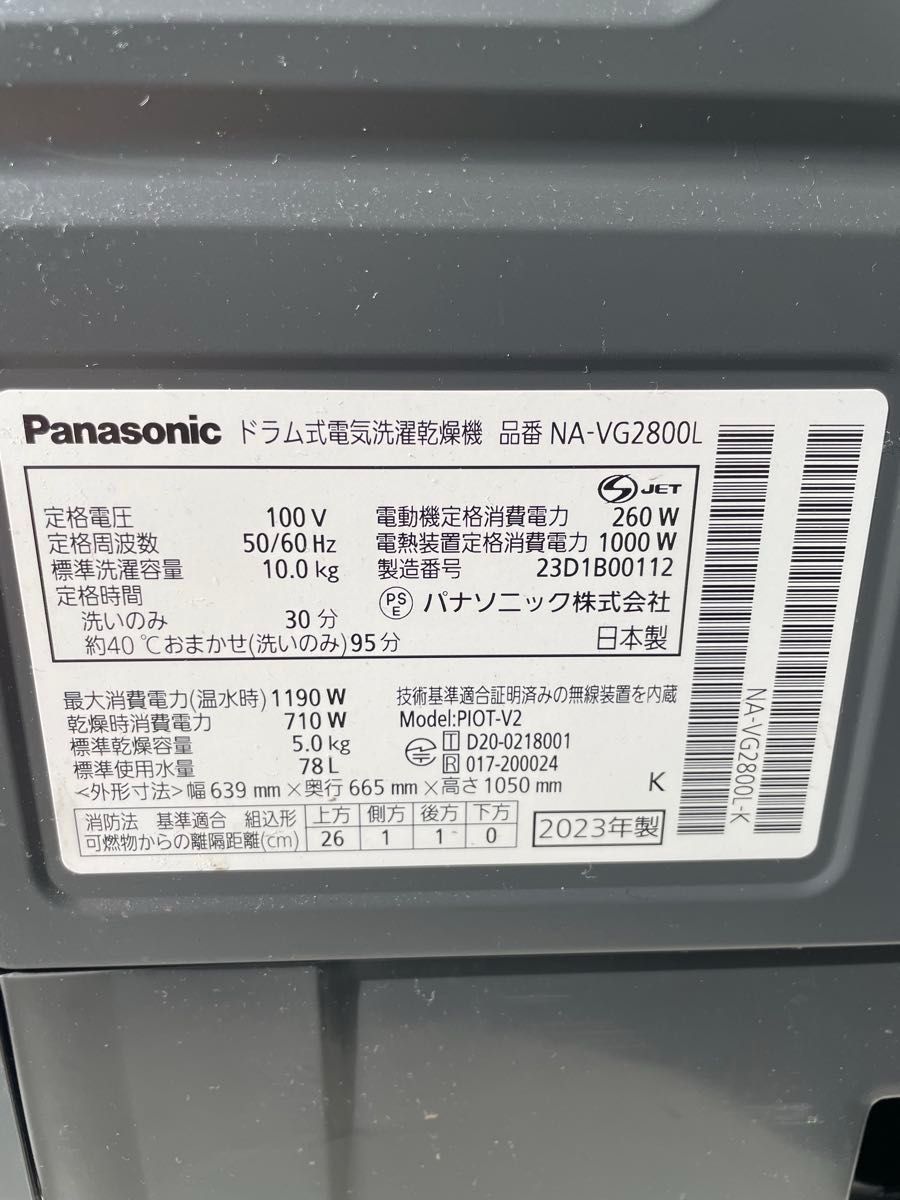 Panasonic ドラム式電気洗濯乾燥機 品番 NA-VG2800L
S JET
定格電圧 100 V 電動機定格消費電力 260 W
定格周波数 50/60 Hz 電熱装置定格消費電力 1000 W
標準洗濯容量 10.0 kg 製造番号 23D1B00112
定格時間
洗いのみ 30 分 PSE パナソニック株式会社
約40 ℃おまかせ(洗いのみ) 95 分 日本製
最大消費電力(温水時) 1190 W 技術基準適合証明済みの無線装置を内蔵
乾燥時消費電力 710 W Model:PIOT-V2
標準乾燥容量 5.0 kg T D20-0218001
標準使用水量 78 L R 017-200024
<外形寸法> 幅 639 mm × 奥行 665 mm × 高さ 1050 mm K
消防法 基準適合 組込形 上方 側方 後方 下方
可燃物からの離隔距離(cm) 26 1 1 0
2023年製
NA-VG2800L-K